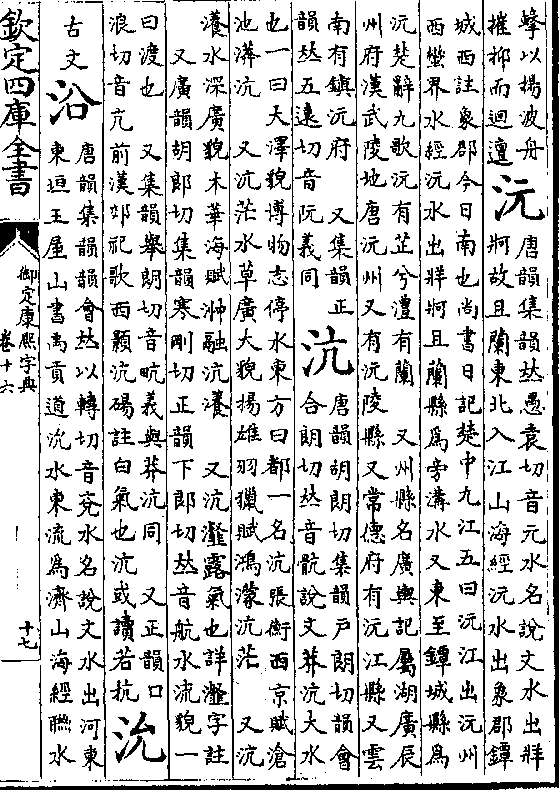 蜂以揚波舟
摧抑而迴邅
沅
唐韻集韻𠀤愚袁切音元水名說文水出牂
牁故且蘭東北入江山海經沅水出象郡鐔
城西註象郡今日南也尚書日記楚中九江五曰沅江出沅州
西蠻界水經沅水出牂牁且蘭縣爲旁溝水又東至鐔城縣爲
沅楚辭九歌沅有芷兮澧有蘭　又州縣名廣輿記屬湖廣辰
州府漢武陵地唐沅州又有沅陵縣又常德府有沅江縣又雲
南有鎮沅府　又集韻正
韻𠀤五遠切音阮義同
沆
唐韻胡朗切集韻戸朗切韻會
合朗切𠀤音骯說文莽沆大水
也一曰大澤貌博物志停水東方曰都一名沆張衡西京賦滄
池漭沆　又沆茫水草廣大貌揚雄羽獵賦鴻濛沆茫　又沆
瀁水深廣貌木華海賦㳞融沆瀁　又沆瀣露氣也詳瀣字註
又廣韻胡郎切集韻寒剛切正韻下郎切𠀤音航水流貌一
曰渡也　又集韻舉朗切音㽘義與莽沆同　又正韻口
浪切音亢前漢郊祀歌西顥沆碭註白氣也沆或讀若抗
沇
古文
沿
唐韻集韻韻會𠀤以轉切音兖水名說文水出河東
東垣王屋山書禹貢道沇水東流爲濟山海經聮水
欽定四庫全書
御定康熙字典
卷十六
十七